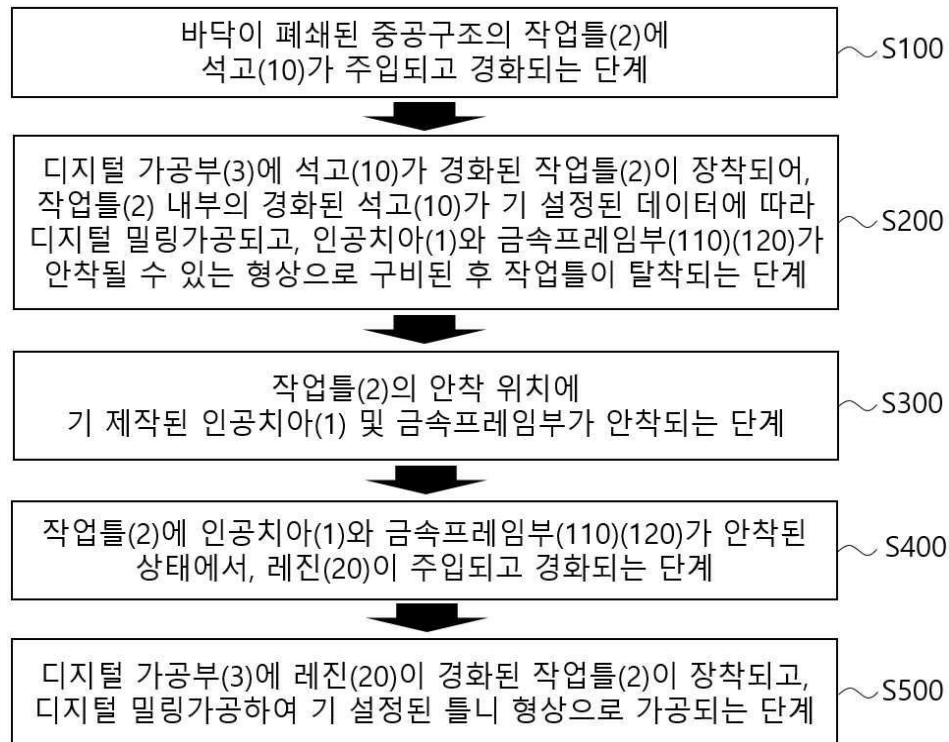 바닥이 폐쇄된 중공구조의 작업틀(2)에
석고(10)가 주입되고 경화되는 단계
S100
디지털 가공부(3)에 석고(10)가 경화된 작업틀(2)이 장착되어,
작업틀(2) 내부의 경화된 석고(10)가 기 설정된 데이터에 따라
디지털 밀링가공되고, 인공치아(1)와 금속프레임부(110)(120)가
안착될 수 있는 형상으로 구비된 후 작업틀이 탈착되는 단계
S200
작업틀(2)의 안착 위치에
기 제작된 인공치아(1) 및 금속프레임부가 안착되는 단계
S300
작업틀(2)에 인공치아(1)와 금속프레임부(110)(120)가 안착된
상태에서, 레진(20)이 주입되고 경화되는 단계
S400
디지털 가공부(3)에 레진(20)이 경화된 작업틀(2)이 장착되고,
디지털 밀링가공하여 기 설정된 틀니 형상으로 가공되는 단계
S500